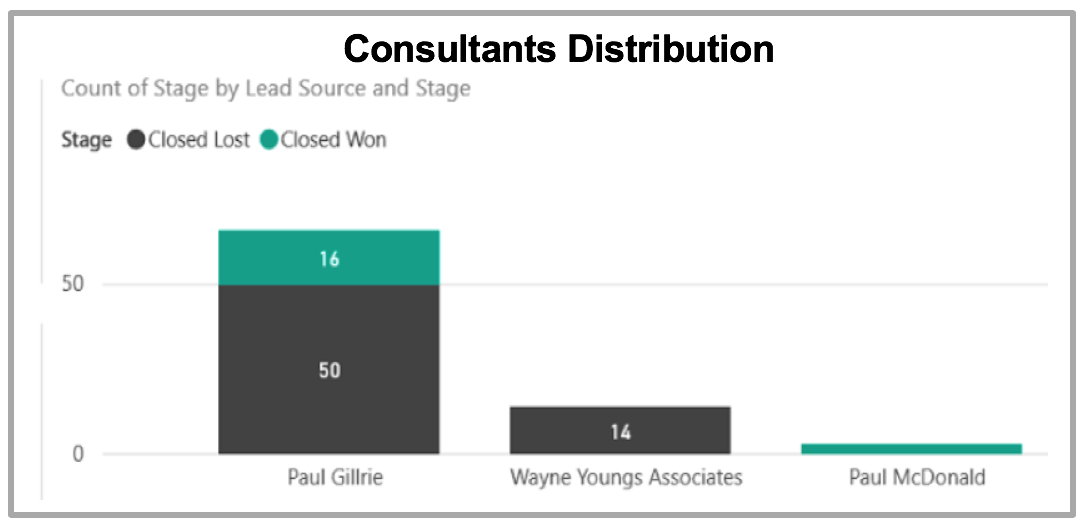 Consultants Distribution
Count of Stage by Lead Source and Stage
Stage Closed Lost Closed Won
16
50
50
14
0
Paul Gillrie Wayne Youngs Associates Paul McDonald